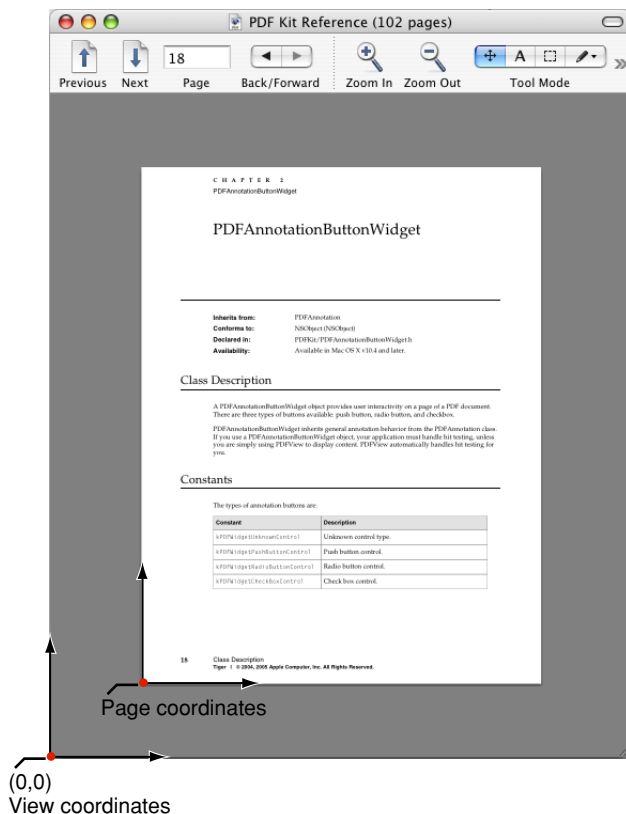 PDF Kit Reference (102 pages)
18
A
Previous Next Page Back/Forward Zoom In Zoom Out Tool Mode
CHAPTER 2
PDFAnnotationButtonWidget
PDFAnnotationButtonWidget
Inherits from: PDFAnnotation
Conforms to: NSObject (NSObject)
Declared in: PDFKit/PDFAnnotationButtonWidget.h
Availability: Available in Mac OS X v10.4 and later.
Class Description
A PDFAnnotationButtonWidget object provides user interactivity on a page of a PDF document.
There are three types of buttons available: push button, radio button, and checkbox.
PDFAnnotationButtonWidget inherits general annotation behavior from the PDFAnnotation class.
If you use a PDFAnnotationButtonWidget object, your application must handle hit testing, unless
you are simply using PDFView to display content. PDFView automatically handles hit testing for
you.
Constants
The types of annotation buttons are:
Constant Description
kPDFWidgetUnknownControl Unknown control type.
kPDFWidgetPushButtonControl Push button control.
kPDFWidgetRadioButtonControl Radio button control.
kPDFWidgetCheckBoxControl Check box control.
18 Class Description
Tiger | © 2004, 2005 Apple Computer, Inc. All Rights Reserved.
Page coordinates
(0,0)
View coordinates